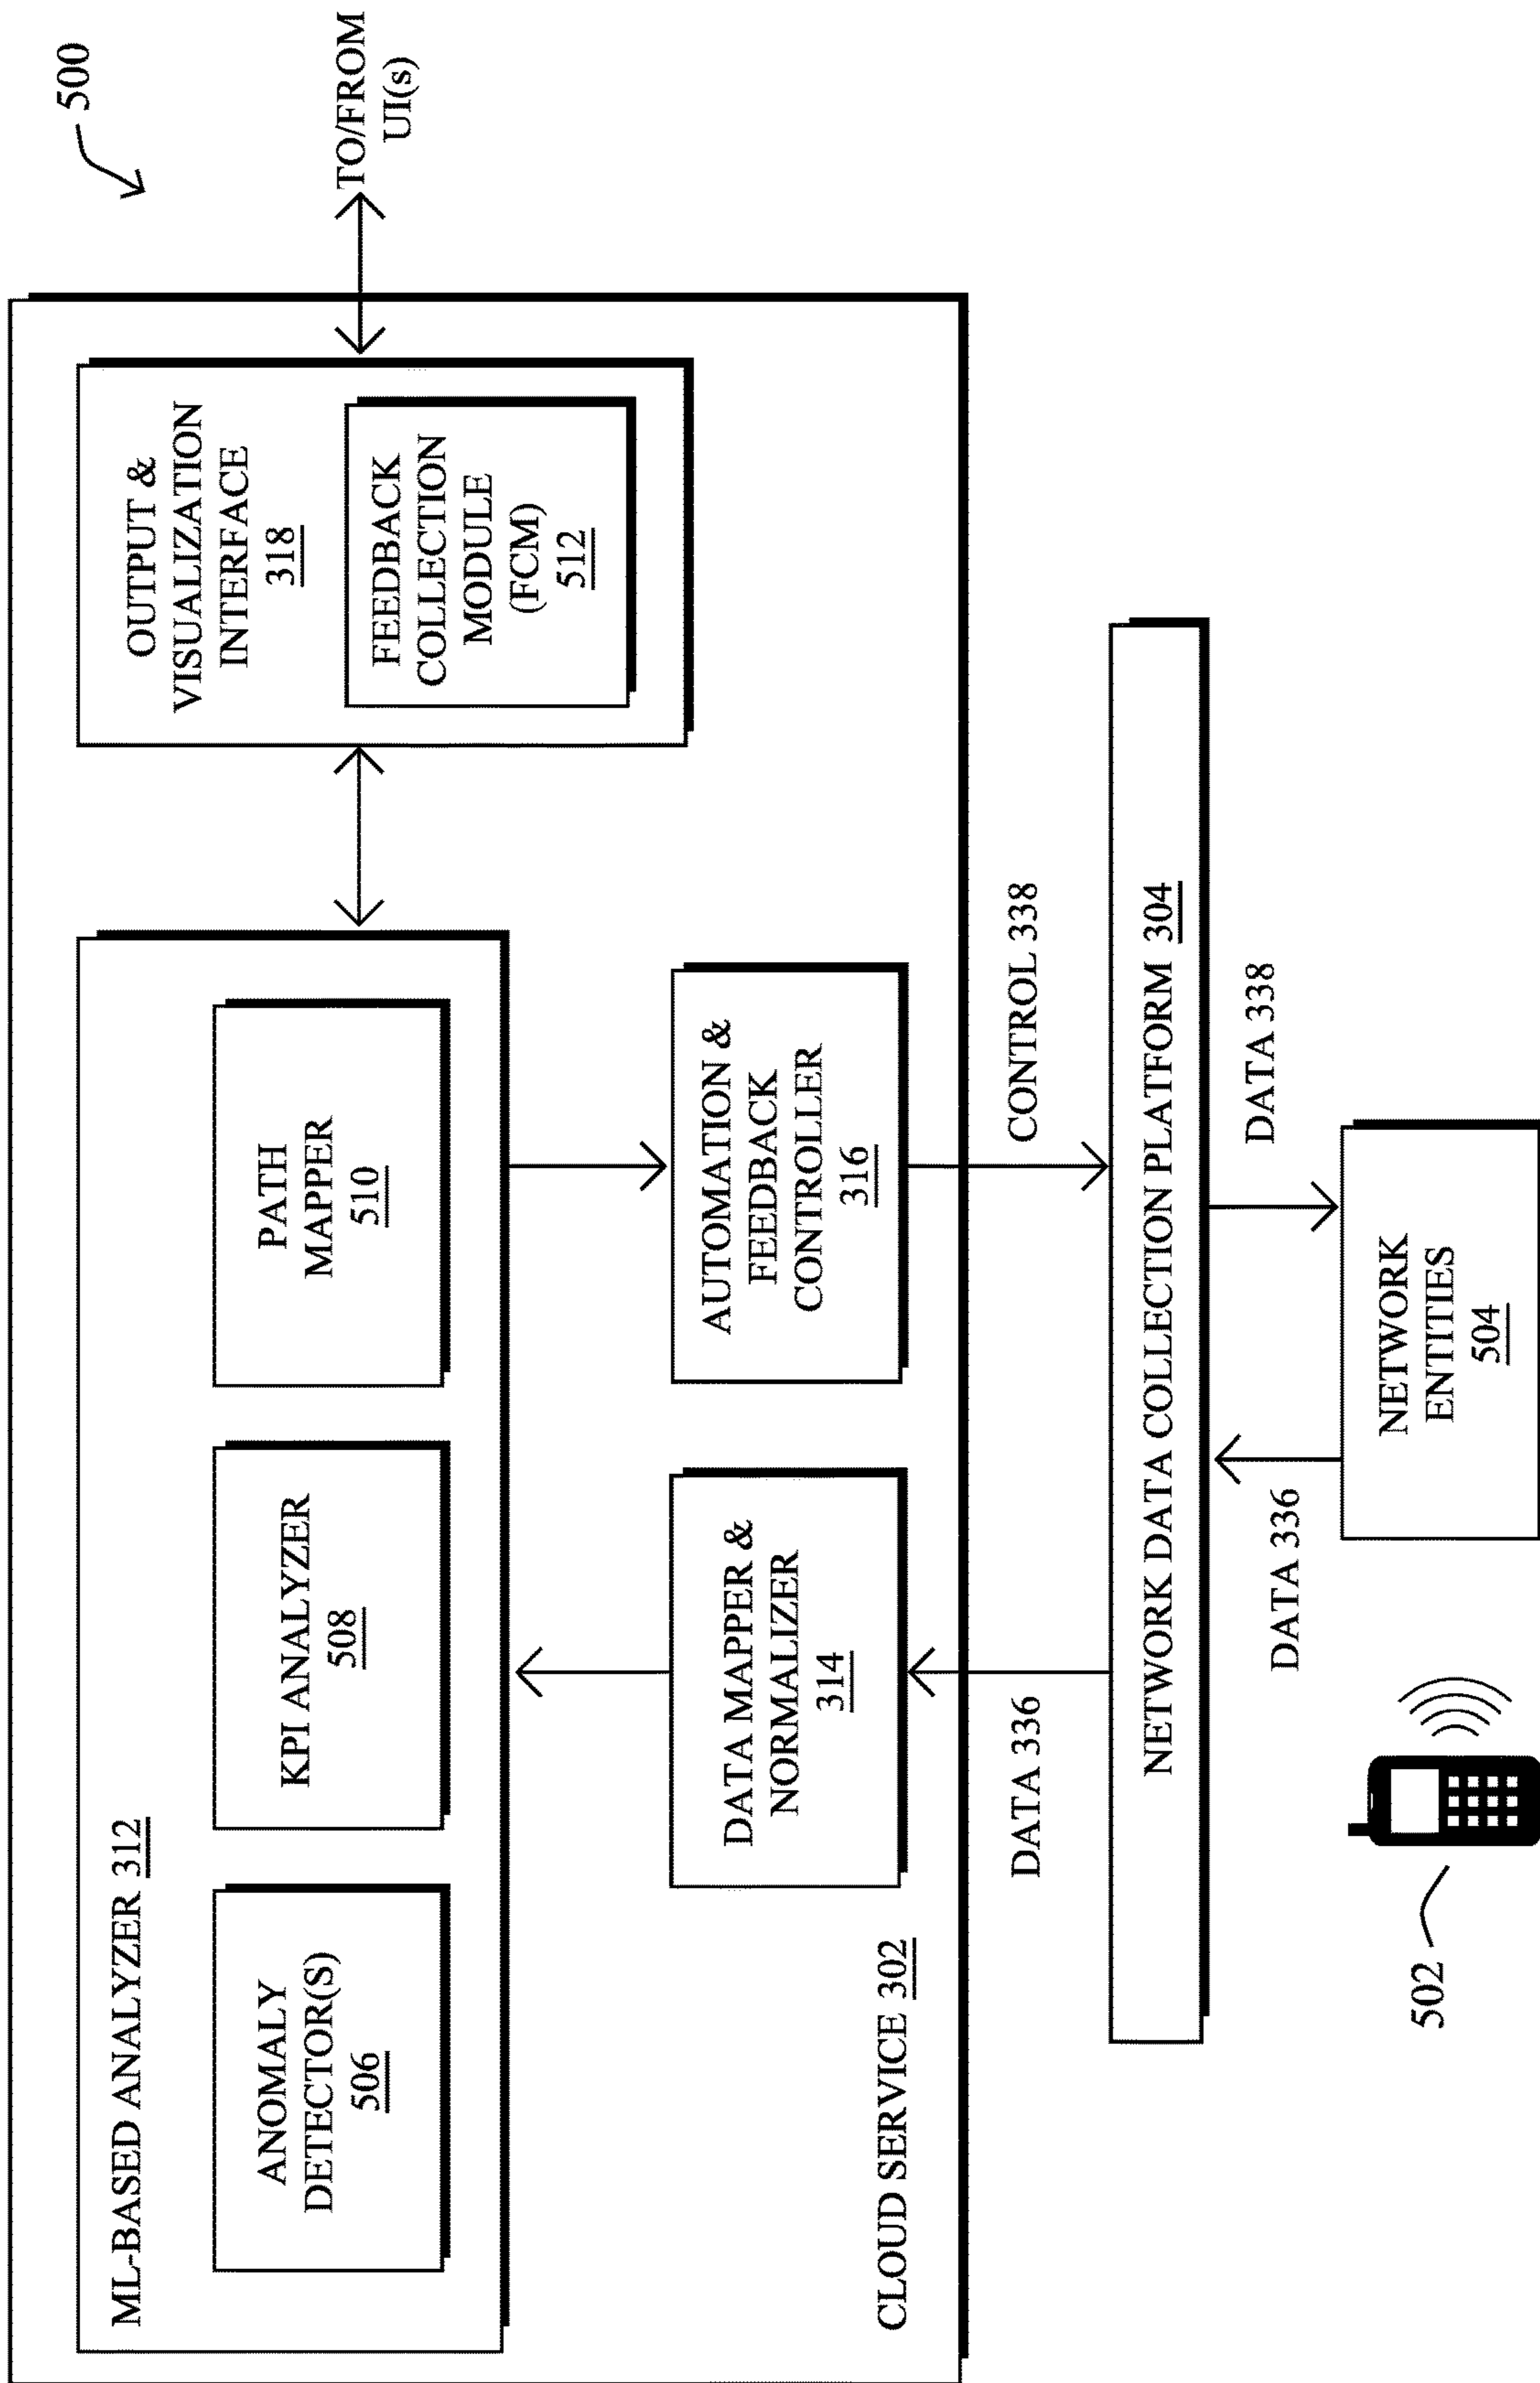 500
TO/FROM
UI(s)
OUTPUT &
VISUALIZATION
INTERFACE
318
FEEDBACK
COLLECTION
MODULE
(FCM)
512
ML-BASED ANALYZER 312
ANOMALY
DETECTOR(S)
506
KPI ANALYZER
508
PATH
MAPPER
510
DATA MAPPER &
NORMALIZER
314
AUTOMATION &
FEEDBACK
CONTROLLER
316
CLOUD SERVICE 302
DATA 336
CONTROL 338
NETWORK DATA COLLECTION PLATFORM 304
DATA 336
DATA 338
502
NETWORK
ENTITIES
504